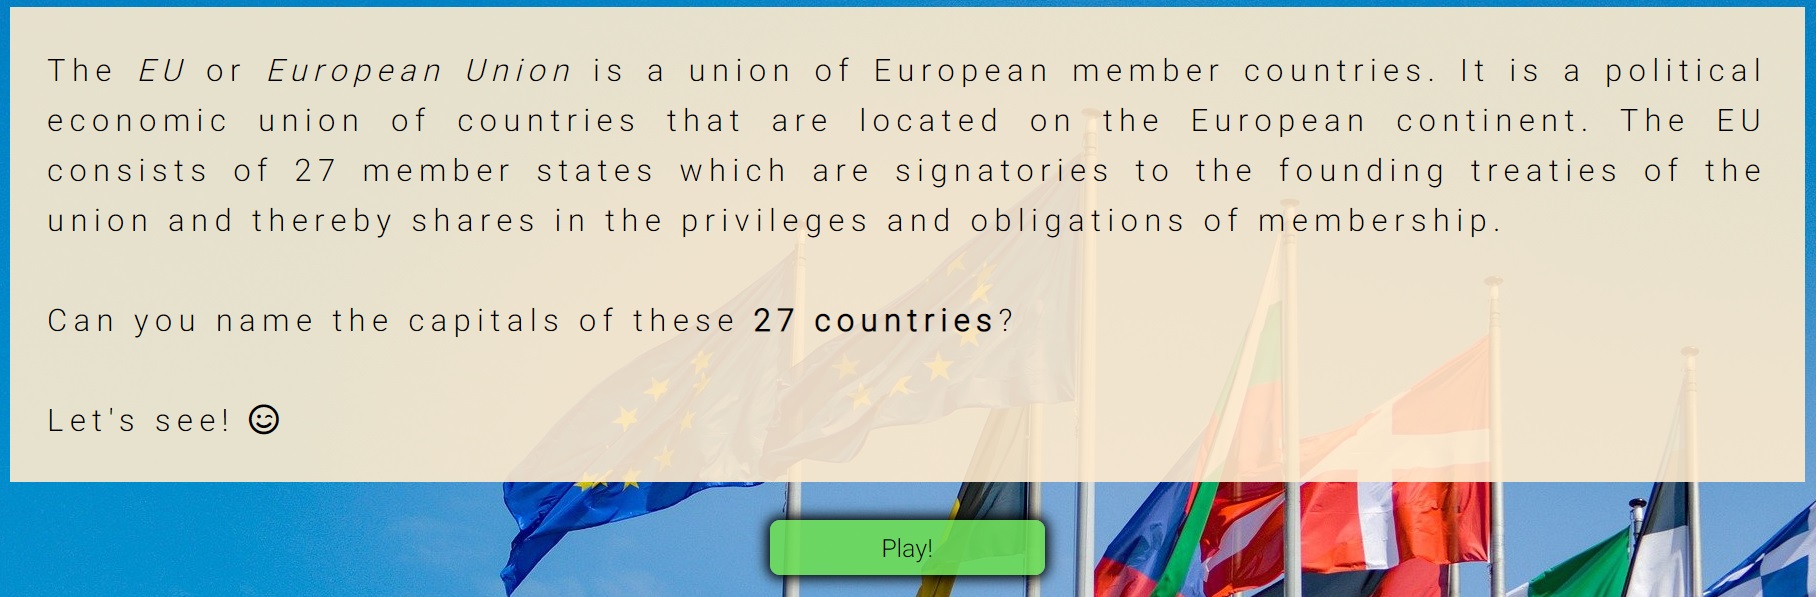 The EU or European Union is a union of European member countries. It is a political
economic union of countries that are located on the European continent. The EU
consists of 27 member states which are signatories to the founding treaties of the
union and thereby shares in the privileges and obligations of membership.
Can you name the capitals of these 27 countries?
Let's see!
Play!